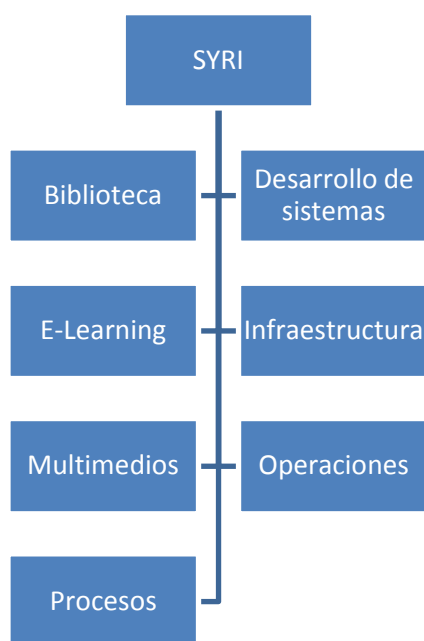 SYRI
Biblioteca
Desarrollo de
sistemas
E-Learning
Infraestructura
Multimedios
Operaciones
Procesos